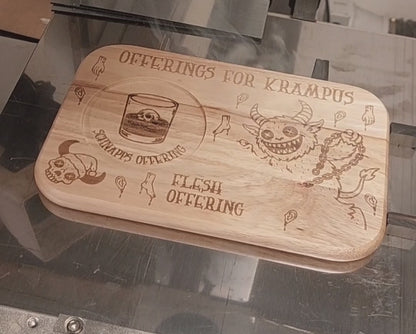 OFFERINGS FOR KRAMPUS
SCHNAPPS OFFERING
FLESH
OFFERING